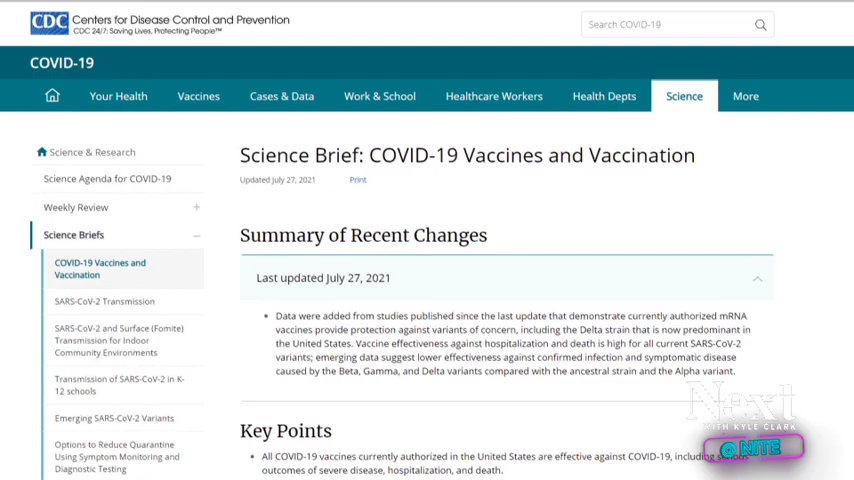 CDC Centers for Disease Control and Prevention
CDC 24/7: Saving Lives, Protecting People™
Search COVID-19
COVID-19
Your Health Vaccines Cases & Data Work & School Healthcare Workers Health Depts Science More
Science & Research
Science Agenda for COVID-19
Weekly Review +
Science Briefs −
COVID-19 Vaccines and
Vaccination
SARS-CoV-2 Transmission
SARS-CoV-2 and Surface (Fomite)
Transmission for Indoor
Community Environments
Transmission of SARS-CoV-2 in K-
12 schools
Emerging SARS-CoV-2 Variants
Options to Reduce Quarantine
Using Symptom Monitoring and
Diagnostic Testing
Science Brief: COVID-19 Vaccines and Vaccination
Updated July 27, 2021 Print
Summary of Recent Changes
Last updated July 27, 2021
• Data were added from studies published since the last update that demonstrate currently authorized mRNA
vaccines provide protection against variants of concern, including the Delta strain that is now predominant in
the United States. Vaccine effectiveness against hospitalization and death is high for all current SARS-CoV-2
variants; emerging data suggest lower effectiveness against confirmed infection and symptomatic disease
caused by the Beta, Gamma, and Delta variants compared with the ancestral strain and the Alpha variant.
Key Points
• All COVID-19 vaccines currently authorized in the United States are effective against COVID-19, including
outcomes of severe disease, hospitalization, and death.
Next
WITH KYLE CLARK
@ NITE